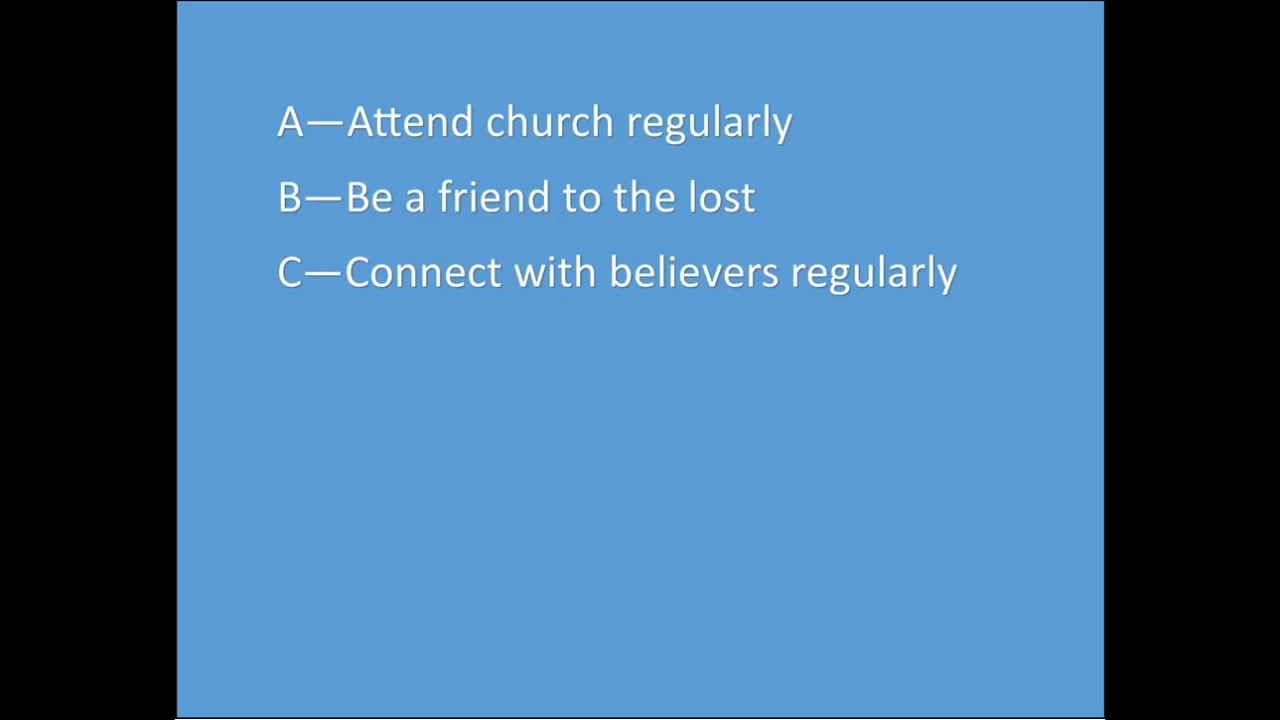 A—Attend church regularly
B—Be a friend to the lost
C—Connect with believers regularly